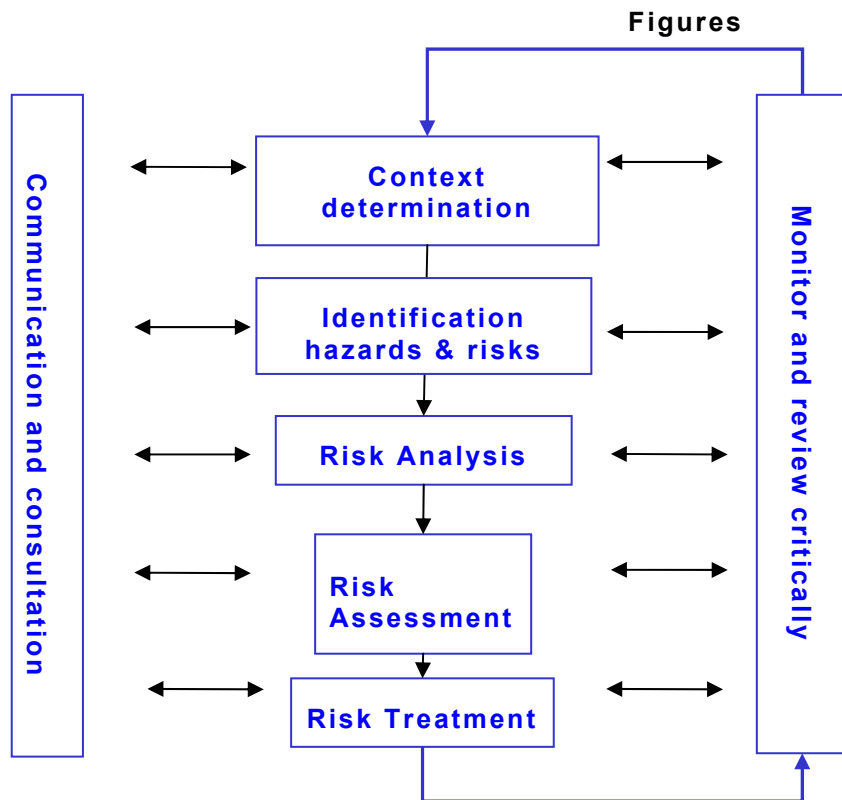 Figures
Communication and consultation
Context
determination
Identification
hazards & risks
Risk Analysis
Risk
Assessment
Risk Treatment
Monitor and review critically